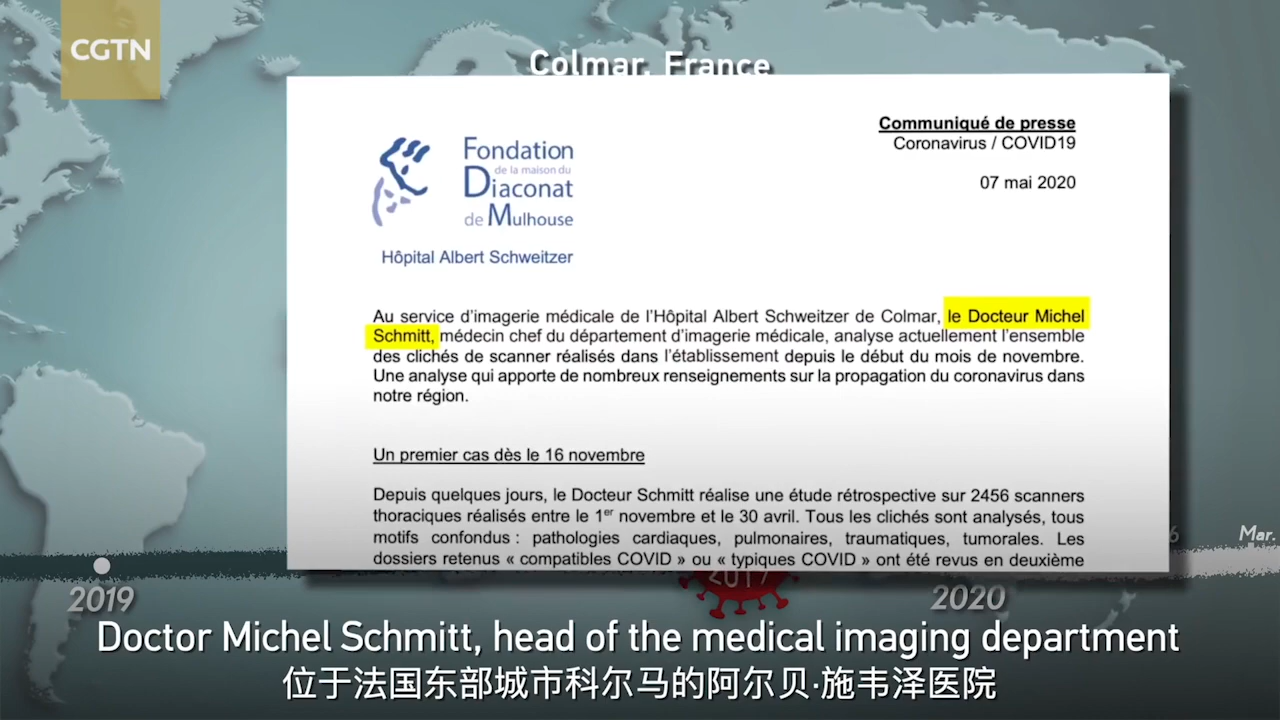 CGTN
Colmar, France
Communiqué de presse
Coronavirus / COVID19
07 mai 2020
Fondation
de la maison du
Diaconat
de Mulhouse
Hôpital Albert Schweitzer
Au service d’imagerie médicale de l’Hôpital Albert Schweitzer de Colmar, le Docteur Michel
Schmitt, médecin chef du département d’imagerie médicale, analyse actuellement l’ensemble
des clichés de scanner réalisés dans l’établissement depuis le début du mois de novembre.
Une analyse qui apporte de nombreux renseignements sur la propagation du coronavirus dans
notre région.
Un premier cas dès le 16 novembre
Depuis quelques jours, le Docteur Schmitt réalise une étude rétrospective sur 2456 scanners
thoraciques réalisés entre le 1er novembre et le 30 avril. Tous les clichés sont analysés, tous
motifs confondus : pathologies cardiaques, pulmonaires, traumatiques, tumorales. Les
dossiers retenus « compatibles COVID » ou « typiques COVID » ont été revus en deuxième
Mar.
2019
2020
Doctor Michel Schmitt, head of the medical imaging department
位于法国东部城市科尔马的阿尔贝·施韦泽医院